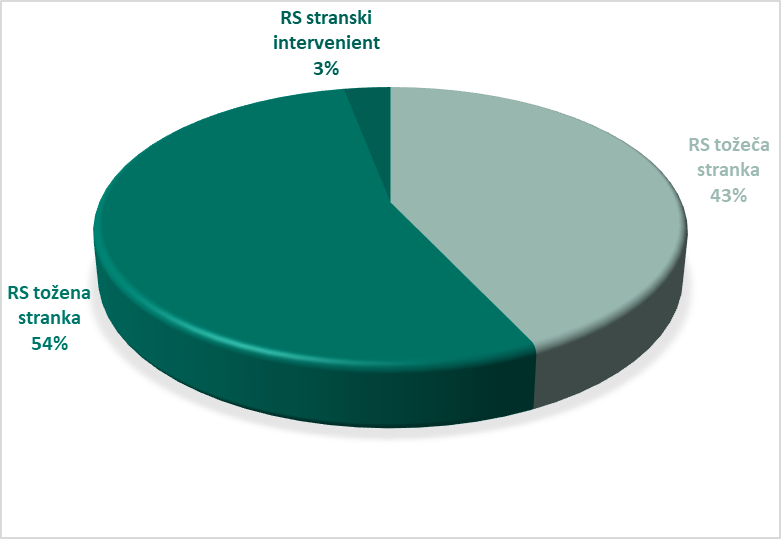 RS stranski
intervenient
3%
RS tožeča
stranka
43%
RS tožena
stranka
54%